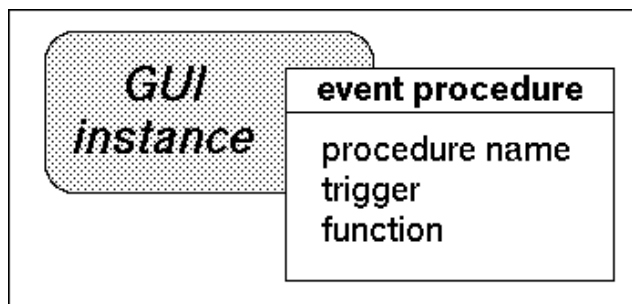 GUI
instance
event procedure
procedure name
trigger
function